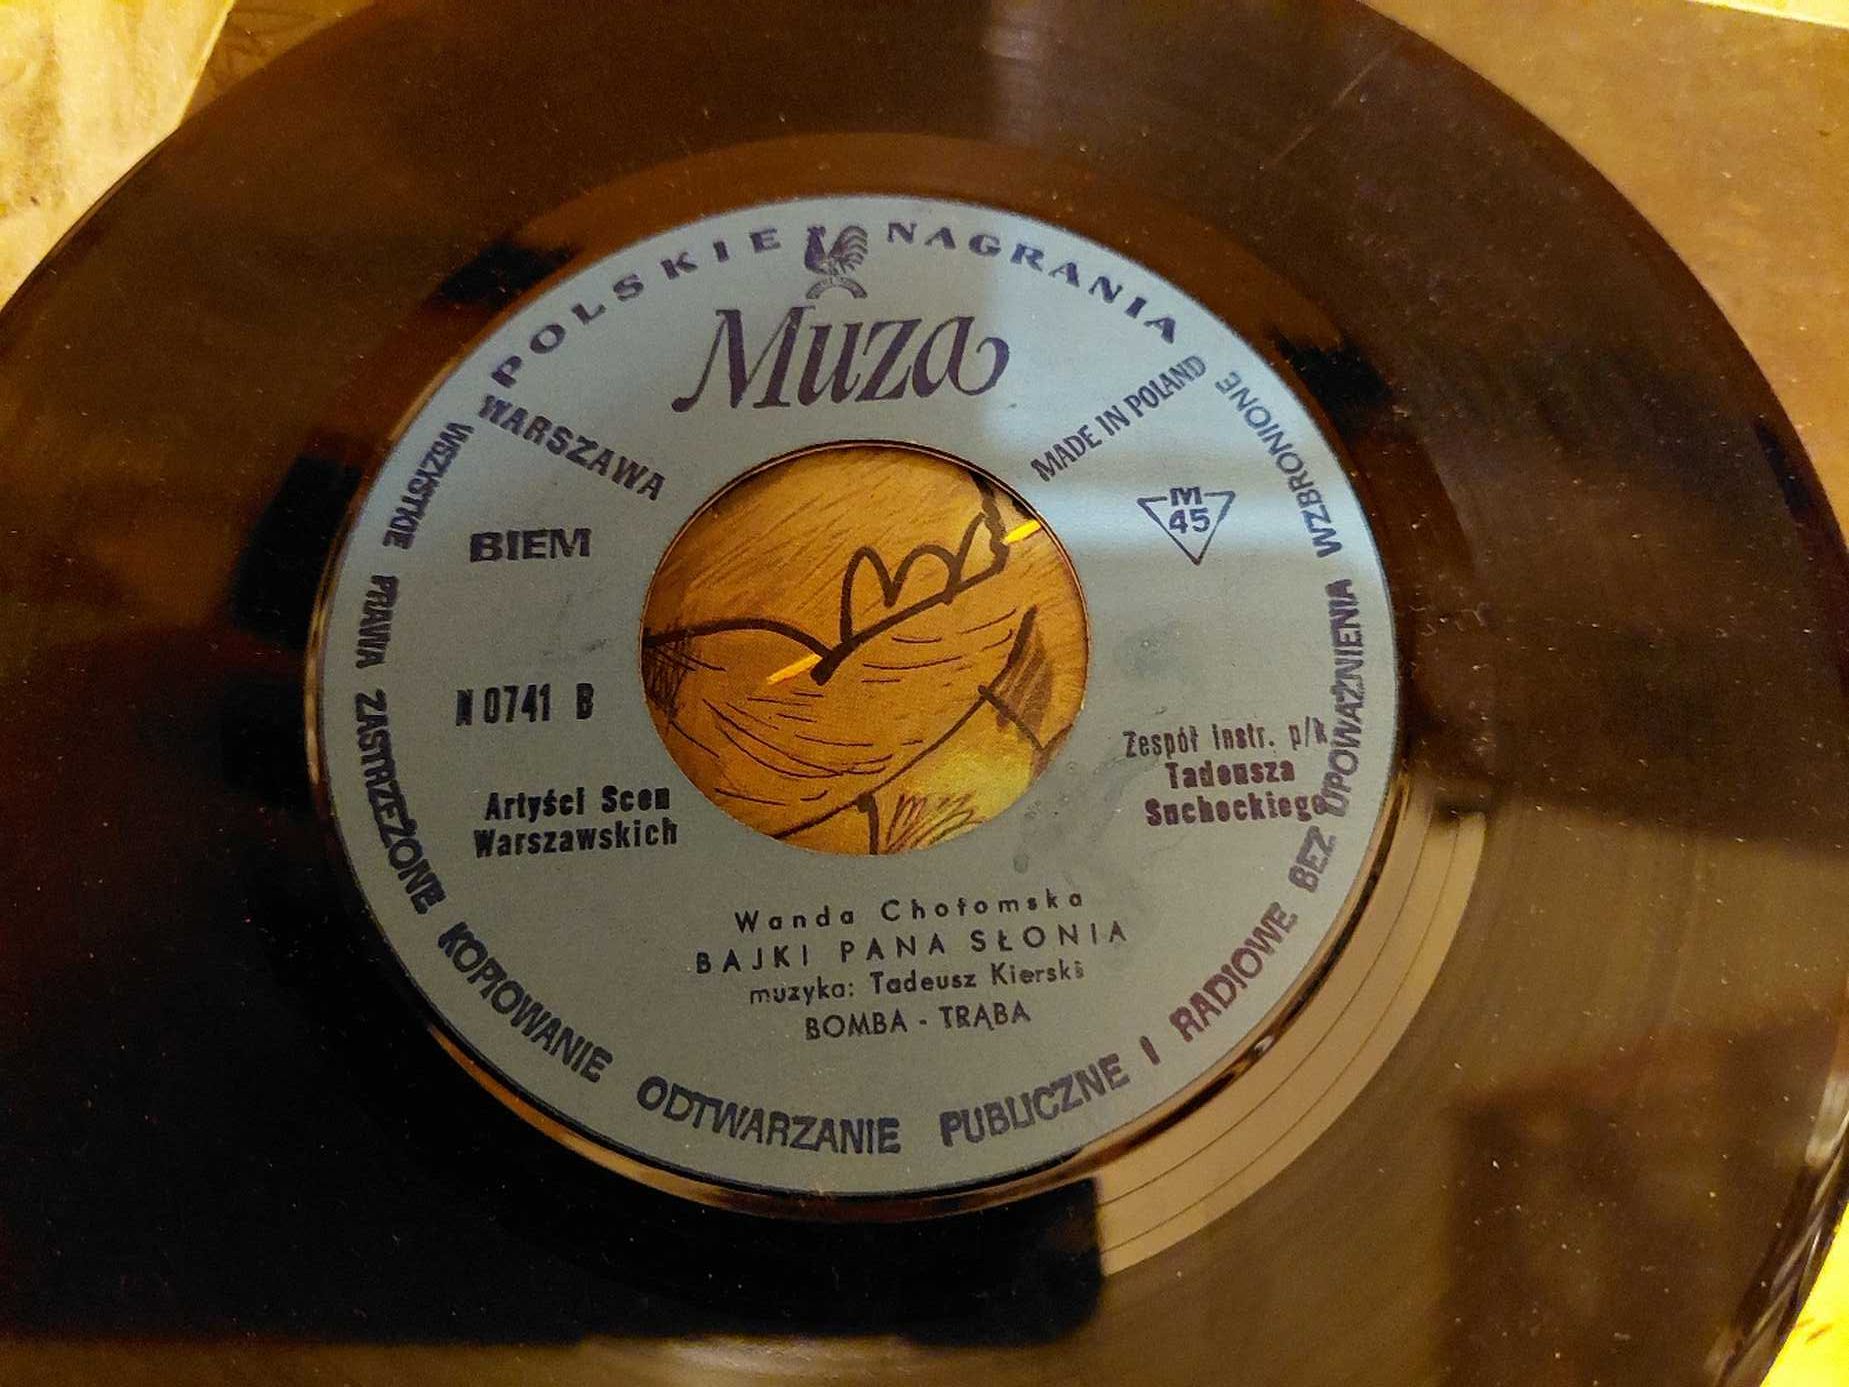 POLSKIE NAGRANIA
Muza
WARSZAWA
MADE IN POLAND
BIEM
M
45
N 0741 B
Artyści Scen
Warszawskich
Zespół instr. p/k
Tadeusza
Suchockiego
Wanda Chotomska
BAJKI PANA SŁONIA
muzyka: Tadeusz Kierski
BOMBA - TRĄBA
WSZYSTKIE PRAWA ZASTRZEŻONE KOPIOWANIE ODTWARZANIE PUBLICZNE I RADIOWE BEZ UPOWAŻNIENIA WZBRONIONE